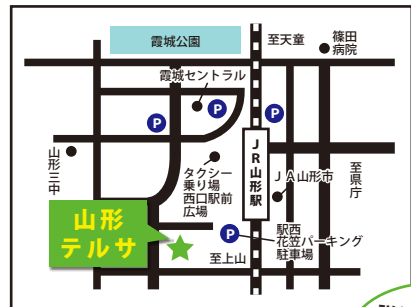 霞城公園
至天童
篠田
病院
霞城セントラル
P
P
P
山形三中
タクシー
乗り場
西口駅前
広場
JR山形駅
JA山形市
至県庁
山形
テルサ
P
駅西
花笠パーキング
駐車場
至上山